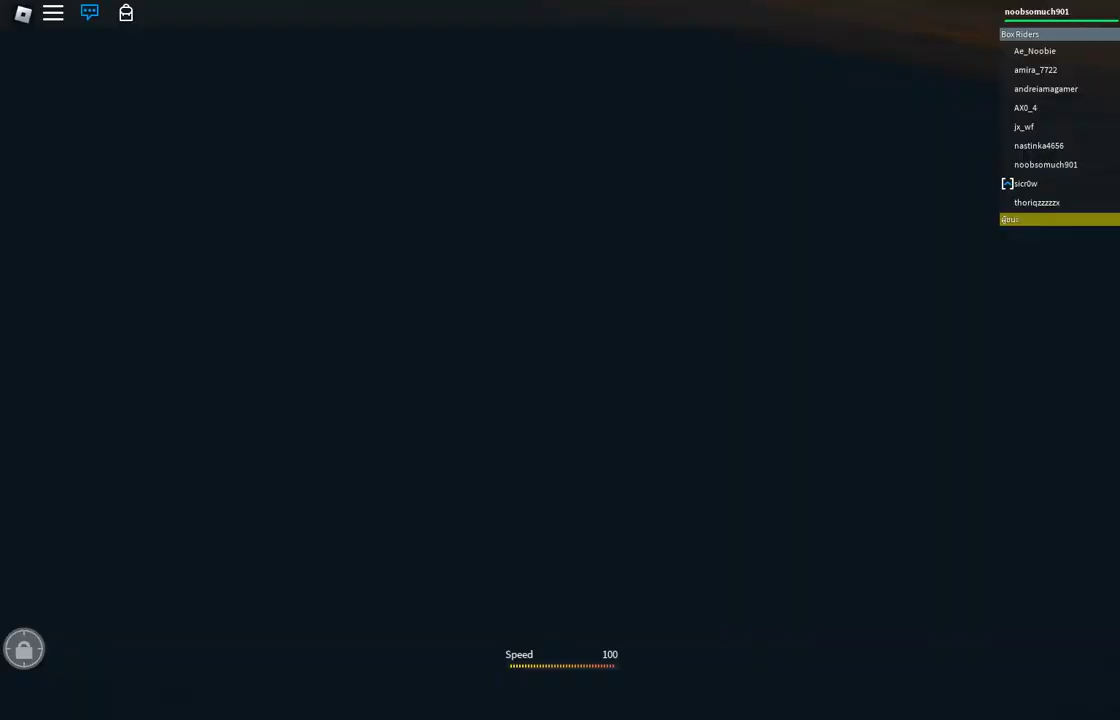 noobsomuch901
Box Riders
Ae_Noobie
amira_7722
andreiamagamer
AX0_4
jx_wf
nastinka4656
noobsomuch901
sicr0w
thoriqzzzzzx
Speed 100